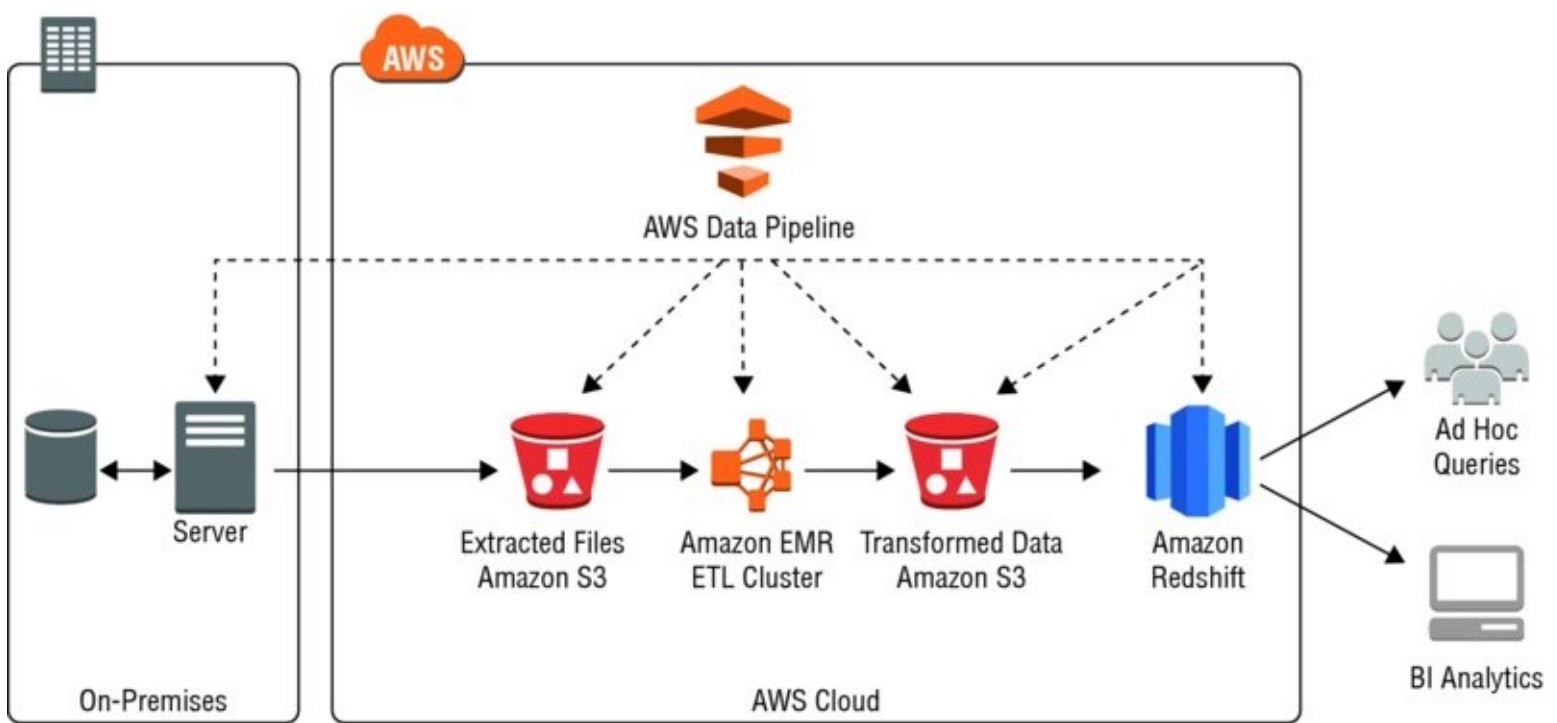 AWS
AWS Data Pipeline
Server
Extracted Files
Amazon S3
Amazon EMR
ETL Cluster
Transformed Data
Amazon S3
Amazon
Redshift
Ad Hoc
Queries
BI Analytics
On-Premises
AWS Cloud